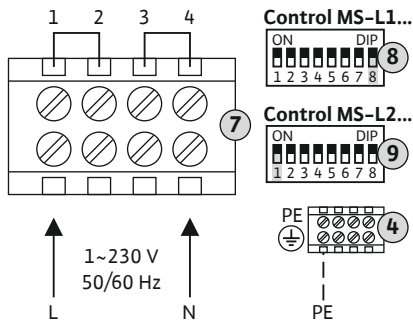 1 2 3 4
7
1~230 V
50/60 Hz
L N
Control MS-L1...
ON DIP
1 2 3 4 5 6 7 8
8
Control MS-L2...
ON DIP
1 2 3 4 5 6 7 8
9
PE
4
PE